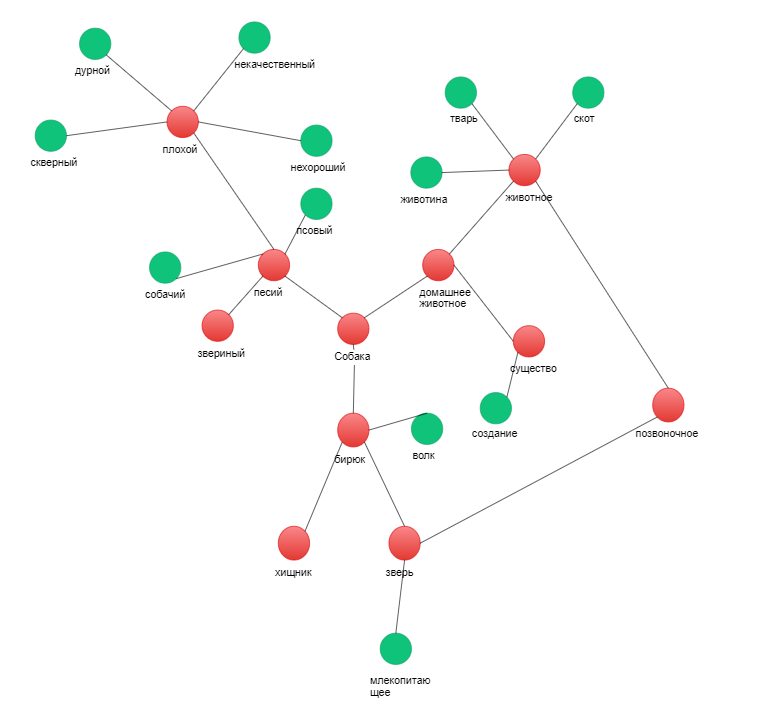 некачественный
дурной
тварь
скот
плохой
скверный
нехороший
животное
животина
псовый
собачий
песий
домашнее
животное
звериный
Собака
существо
создание
позвоночное
волк
бирюк
хищник
зверь
млекопитаю
щее